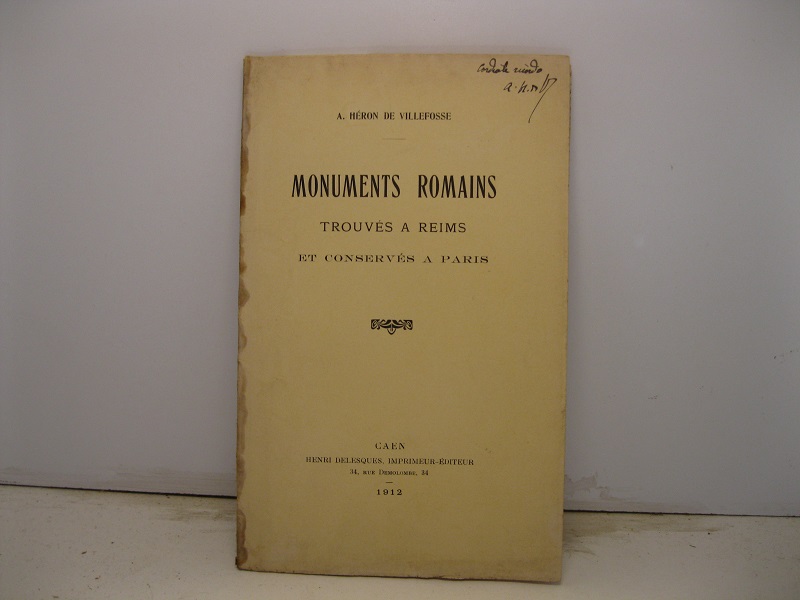 A. HÉRON DE VILLEFOSSE
MONUMENTS ROMAINS
TROUVÉS A REIMS
ET CONSERVÉS A PARIS
CAEN
HENRI DELESQUES, IMPRIMEUR-ÉDITEUR
34, RUE DEMOLOMBE, 34
1912